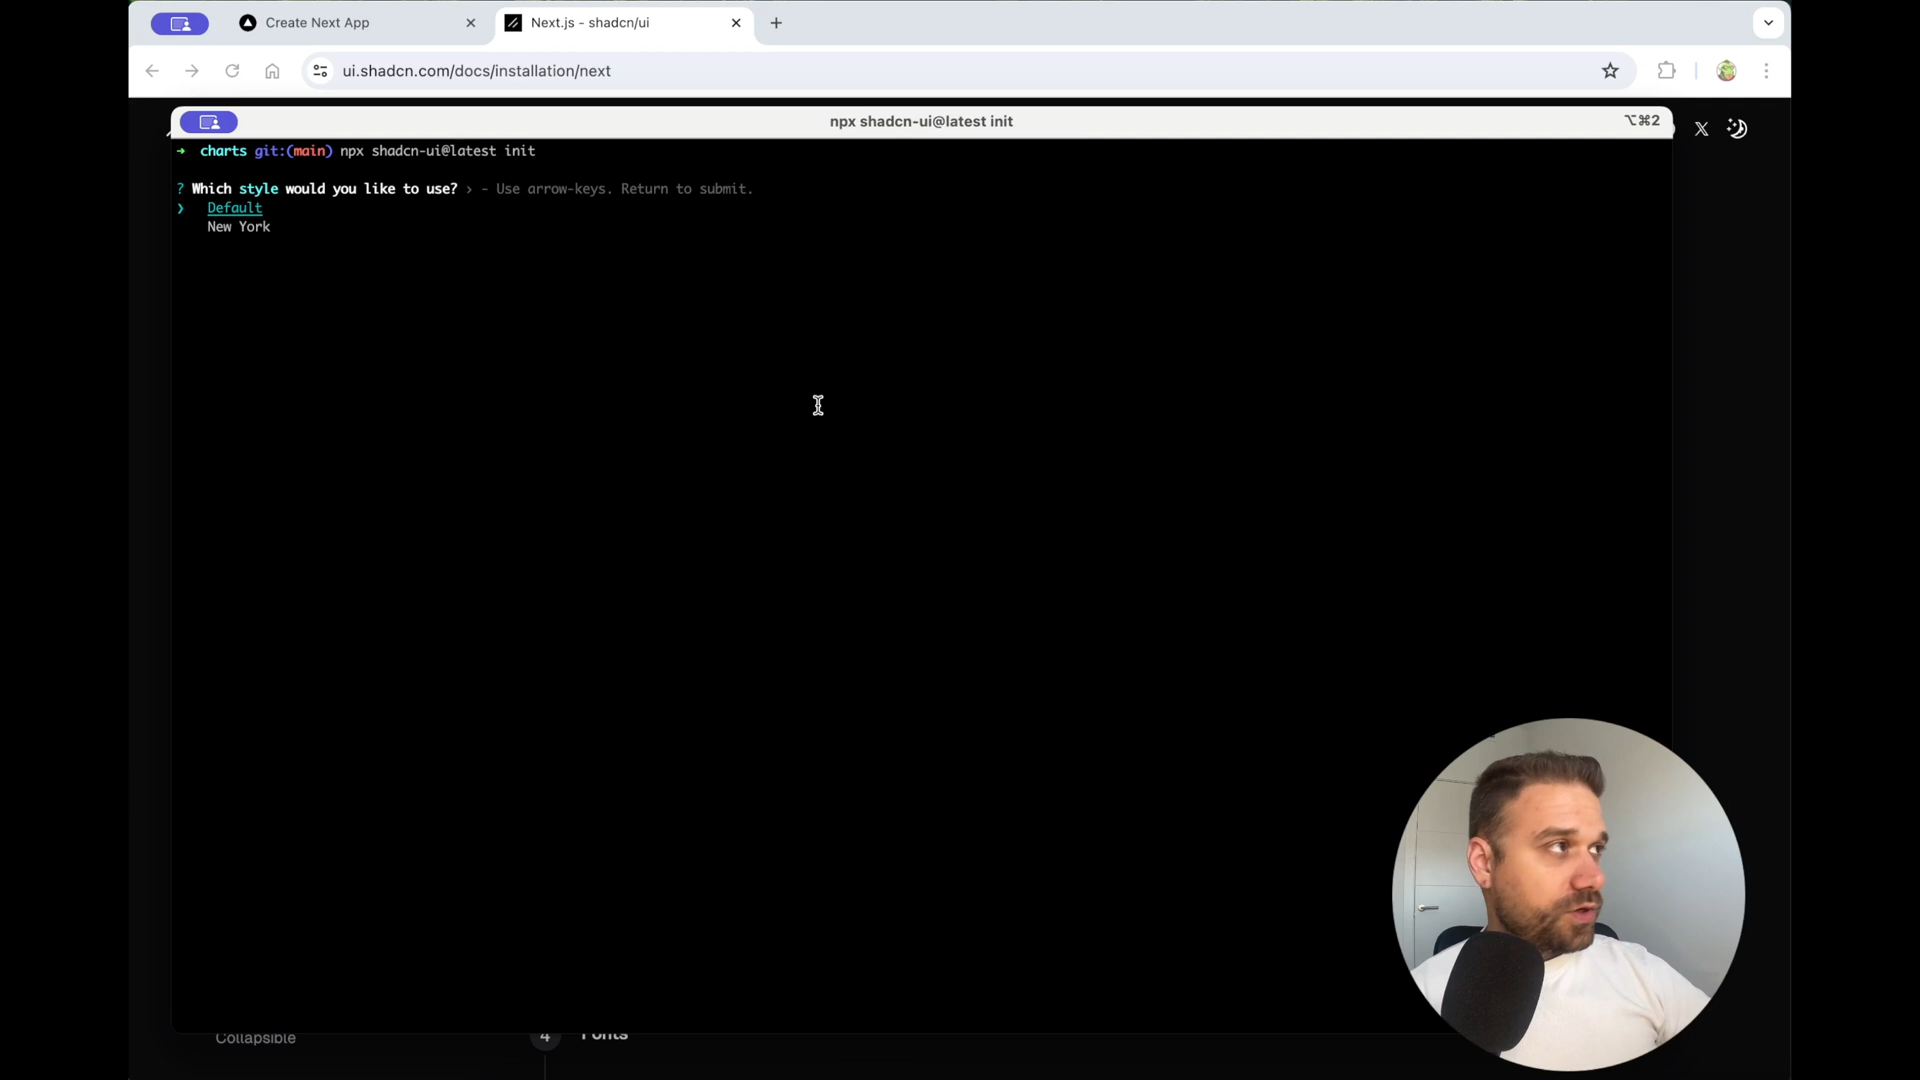 Create Next App
Next.js - shadcn/ui
ui.shadcn.com/docs/installation/next
npx shadcn-ui@latest init
⌥⌘2
➜ charts git:(main) npx shadcn-ui@latest init
? Which style would you like to use? › - Use arrow-keys. Return to submit.
❯ Default
New York
Collapsible
4 Fonts